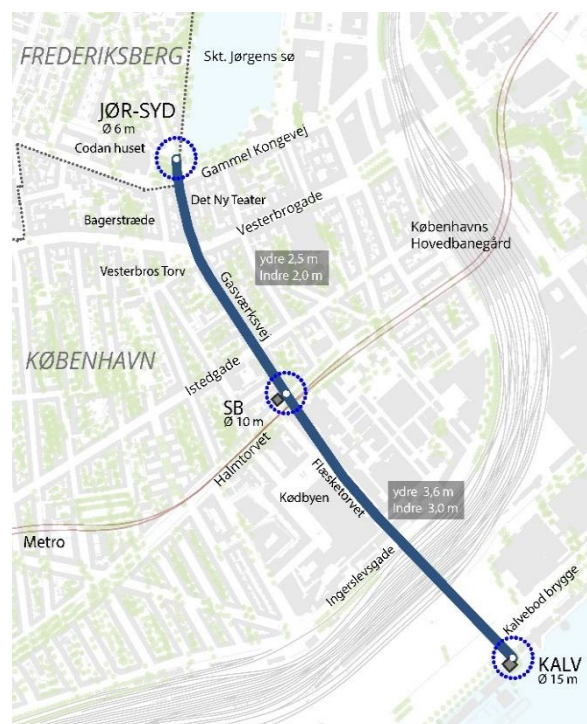 FREDERIKSBERG
Skt. Jørgens sø
JØR-SYD
Ø 6 m
Codan huset
Gammel Kongevej
Det Ny Teater
Bagerstræde
Vesterbrogade
Københavns
Hovedbanegård
Vesterbros Torv
ydre 2,5 m
Indre 2,0 m
Gasværksvej
KØBENHAVN
Istedgade
SB
Ø 10 m
Halmtorvet
Flæsketorvet
Kødbyen
ydre 3,6 m
Indre 3,0 m
Metro
Ingerslevsgade
Kalvebod brygge
KALV
Ø 15 m